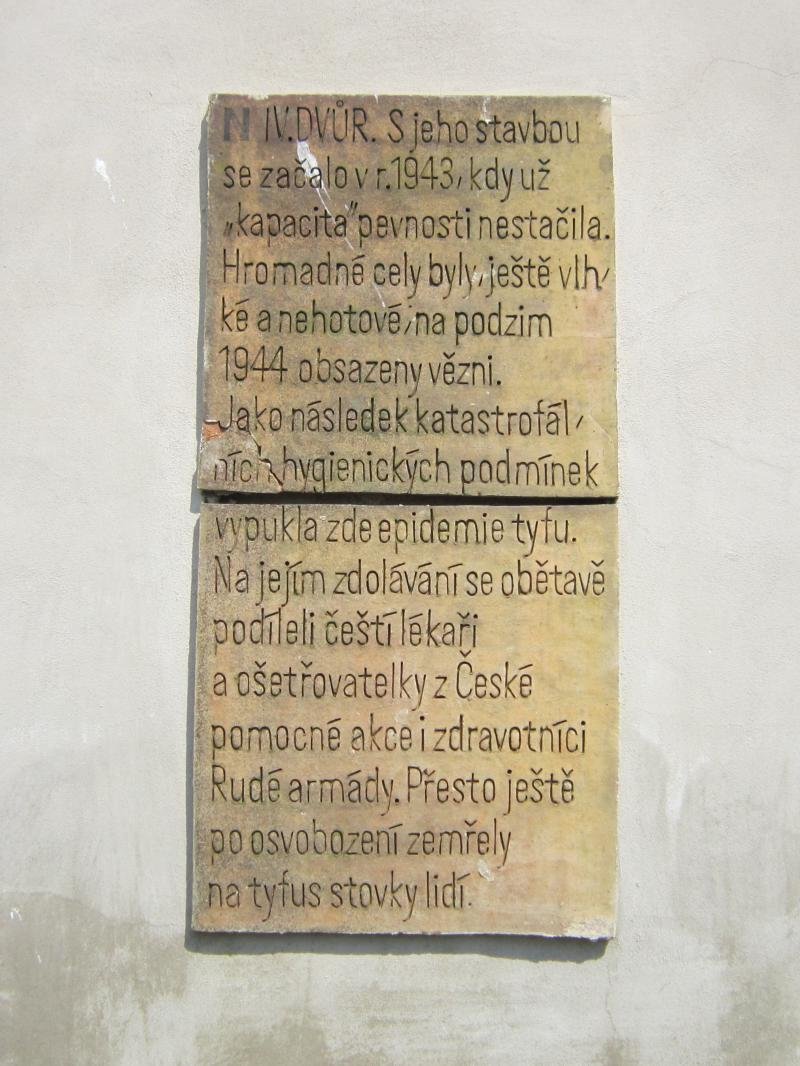 N IV. DVŮR. S jeho stavbou
se začalo v r. 1943, kdy už
„kapacita" pevnosti nestačila.
Hromadné cely byly, ještě vlh-
ké a nehotové, na podzim
1944 obsazeny vězni.
Jako následek katastrofál-
ních hygienických podmínek
vypukla zde epidemie tyfu.
Na jejím zdolávání se obětavě
podíleli čeští lékaři
a ošetřovatelky z České
pomocné akce i zdravotníci
Rudé armády. Přesto ještě
po osvobození zemřely
na tyfus stovky lidí.